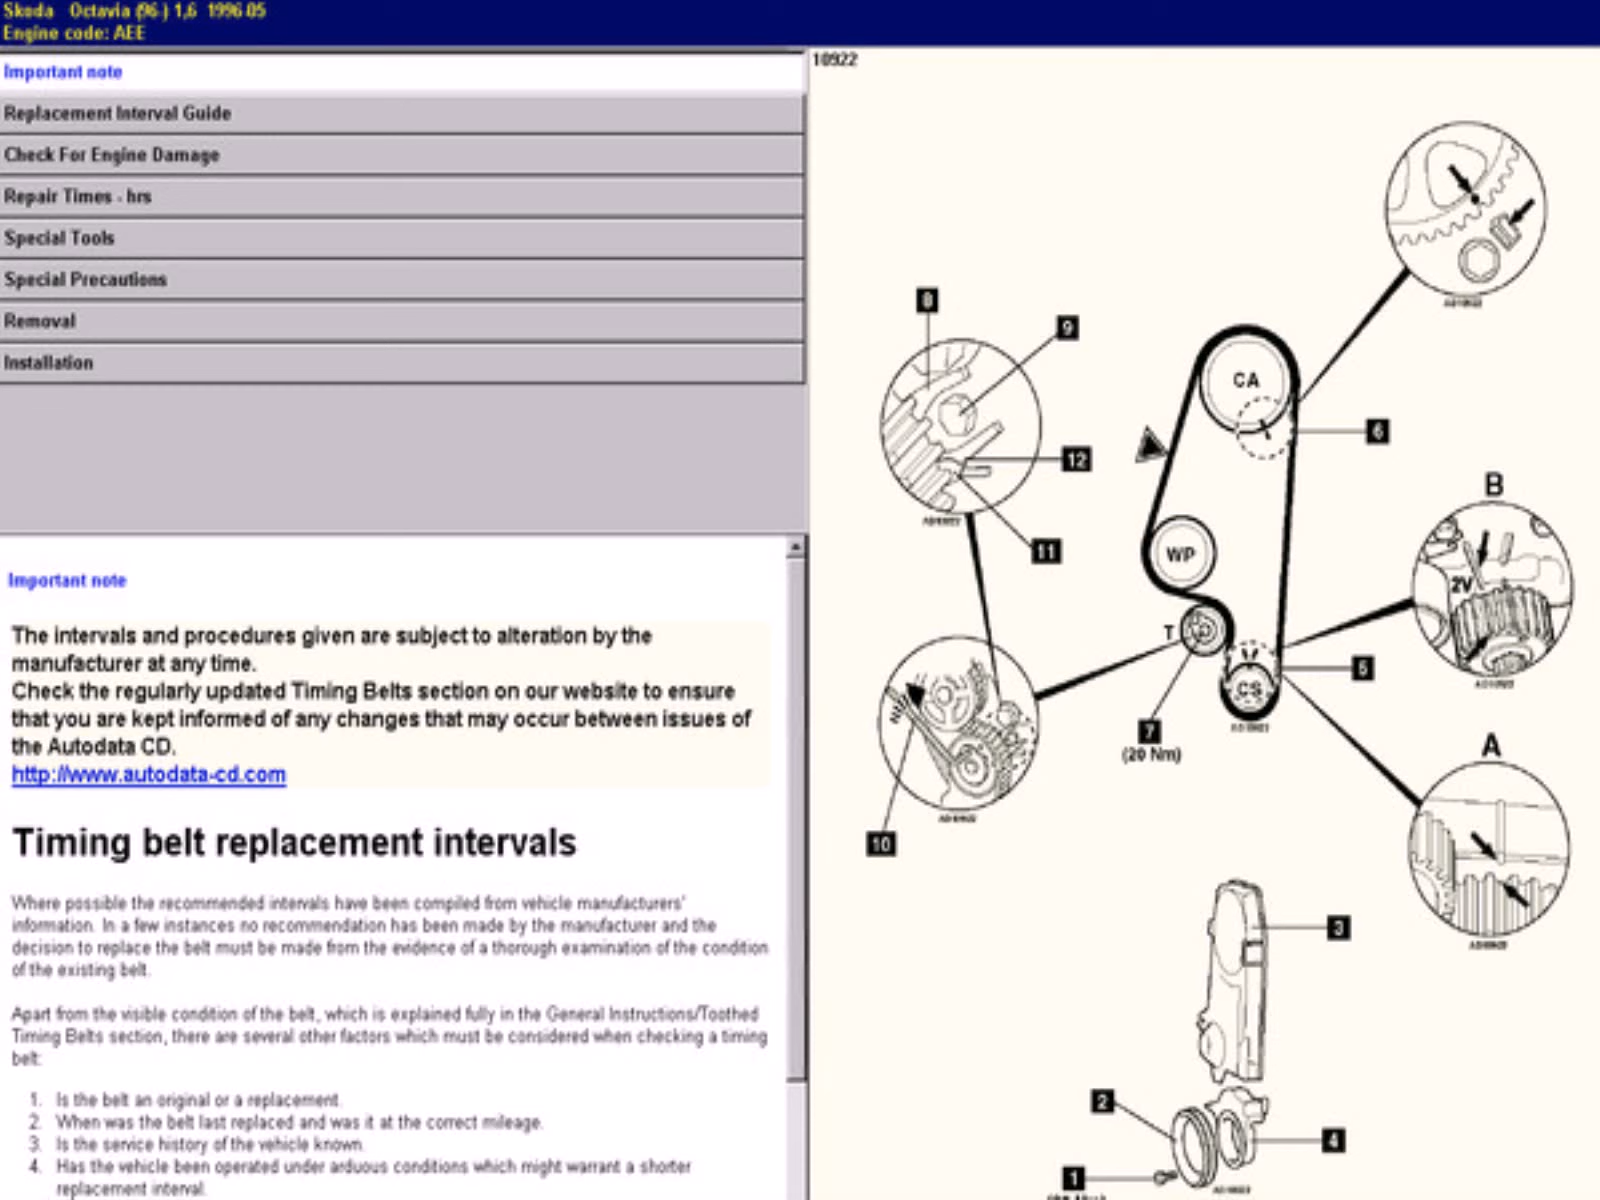 Skoda Octavia (96-) 1,6 1996-05
Engine code: AEE
Important note
Replacement Interval Guide
Check For Engine Damage
Repair Times - hrs
Special Tools
Special Precautions
Removal
Installation
Important note
The intervals and procedures given are subject to alteration by the
manufacturer at any time.
Check the regularly updated Timing Belts section on our website to ensure
that you are kept informed of any changes that may occur between issues of
the Autodata CD.
http://www.autodata-cd.com
Timing belt replacement intervals
Where possible the recommended intervals have been compiled from vehicle manufacturers'
information. In a few instances no recommendation has been made by the manufacturer and the
decision to replace the belt must be made from the evidence of a thorough examination of the condition
of the existing belt.
Apart from the visible condition of the belt, which is explained fully in the General Instructions/Toothed
Timing Belts section, there are several other factors which must be considered when checking a timing
belt:
1. Is the belt an original or a replacement.
2. When was the belt last replaced and was it at the correct mileage.
3. Is the service history of the vehicle known.
4. Has the vehicle been operated under arduous conditions which might warrant a shorter
replacement interval.
10922
8
9
CA
6
12
B
11
WP
2V
T
5
CS
7
(20 Nm)
A
10
3
2
4
1